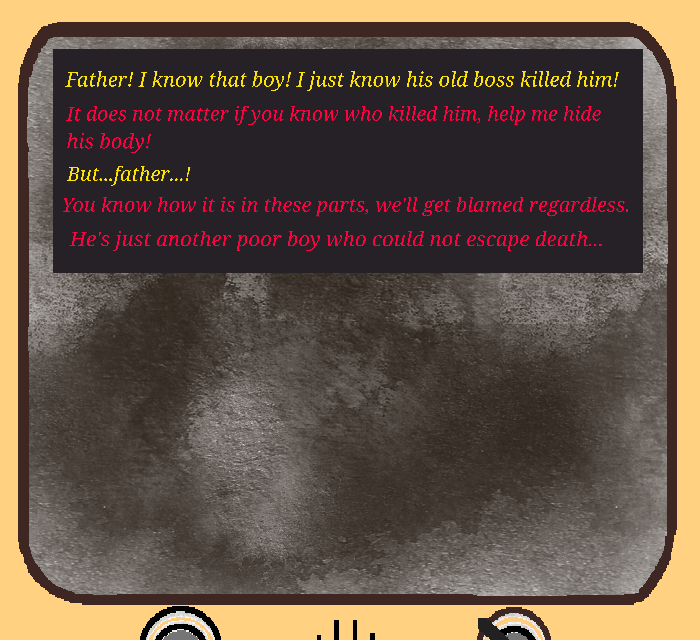 Father! I know that boy! I just know his old boss killed him!
It does not matter if you know who killed him, help me hide
his body!
But...father...!
You know how it is in these parts, we'll get blamed regardless.
He's just another poor boy who could not escape death...